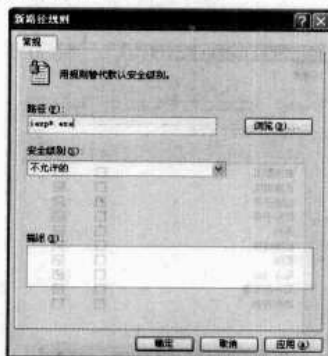 新路径规则
常规
用规则替代默认安全级别。
路径(P):
iexp*.exe
浏览(R)...
安全级别(S):
不允许的
描述(D):
确定
取消
应用(A)